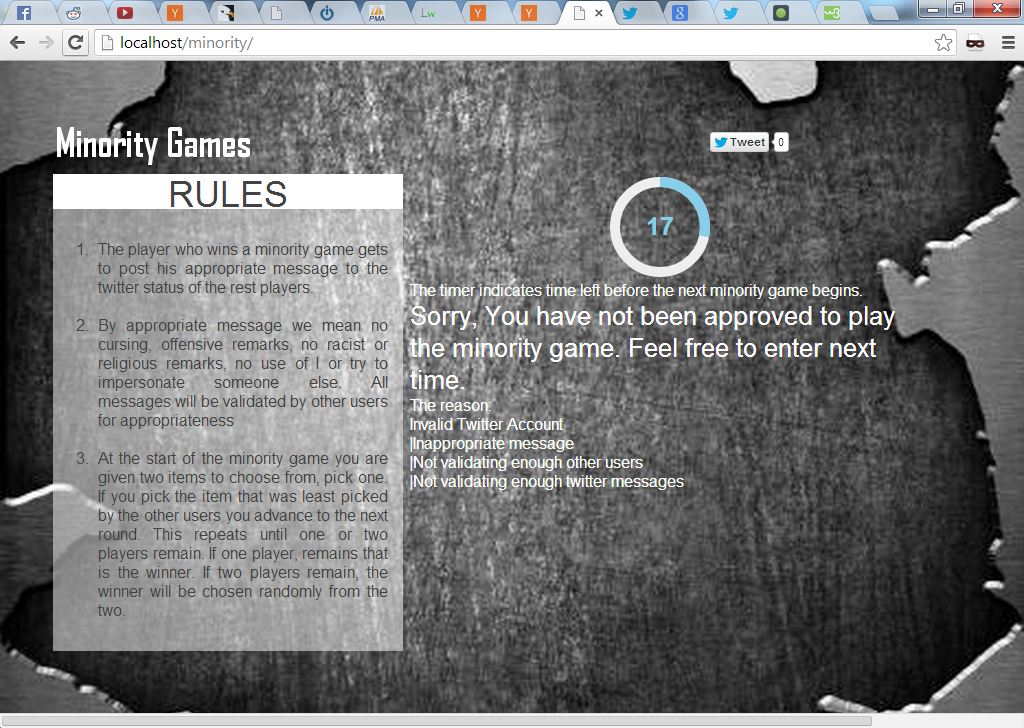 PMA
Lw
localhost/minority/
Minority Games
Tweet 0
RULES
1. The player who wins a minority game gets
to post his appropriate message to the
twitter status of the rest players.
2. By appropriate message we mean no
cursing, offensive remarks, no racist or
religious remarks, no use of I or try to
impersonate someone else. All
messages will be validated by other users
for appropriateness
3. At the start of the minority game you are
given two items to choose from, pick one.
If you pick the item that was least picked
by the other users you advance to the next
round. This repeats until one or two
players remain. If one player, remains that
is the winner. If two players remain, the
winner will be chosen randomly from the
two.
17
The timer indicates time left before the next minority game begins.
Sorry, You have not been approved to play
the minority game. Feel free to enter next
time.
The reason:
Invalid Twitter Account
|Inappropriate message
|Not validating enough other users
|Not validating enough twitter messages